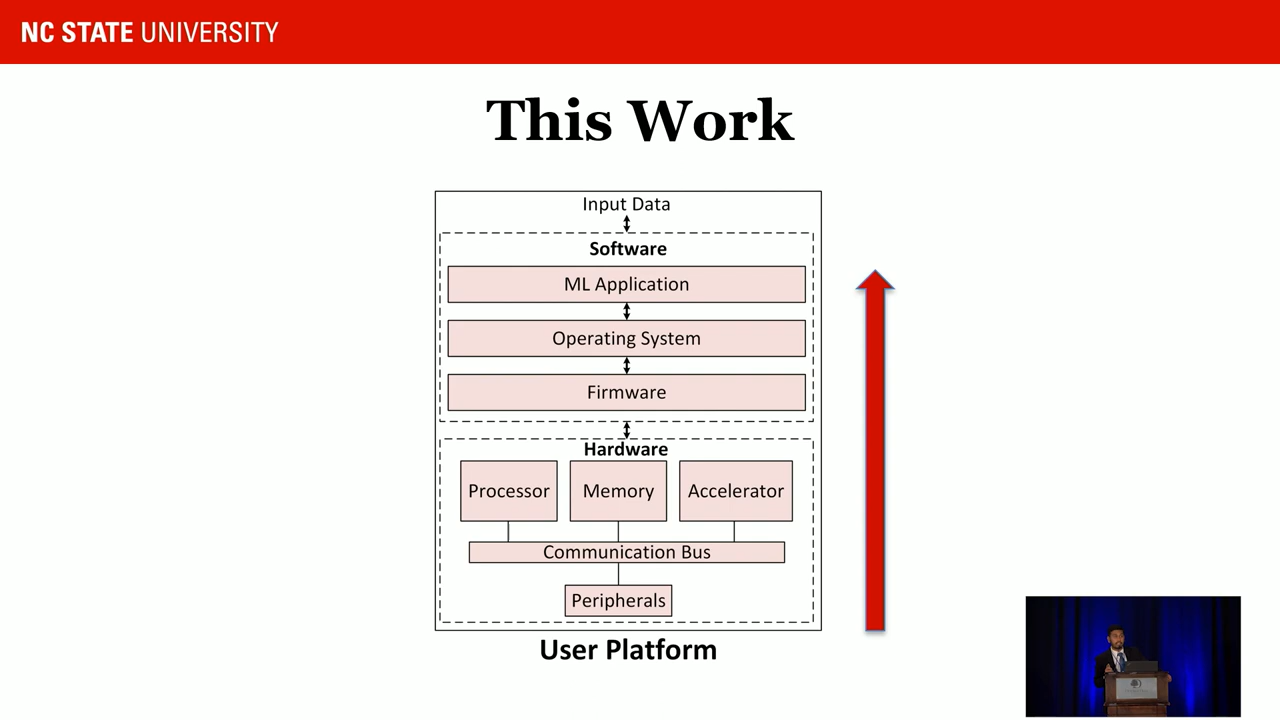 NC STATE UNIVERSITY
This Work
Input Data
Software
ML Application
Operating System
Firmware
Hardware
Processor Memory Accelerator
Communication Bus
Peripherals
User Platform